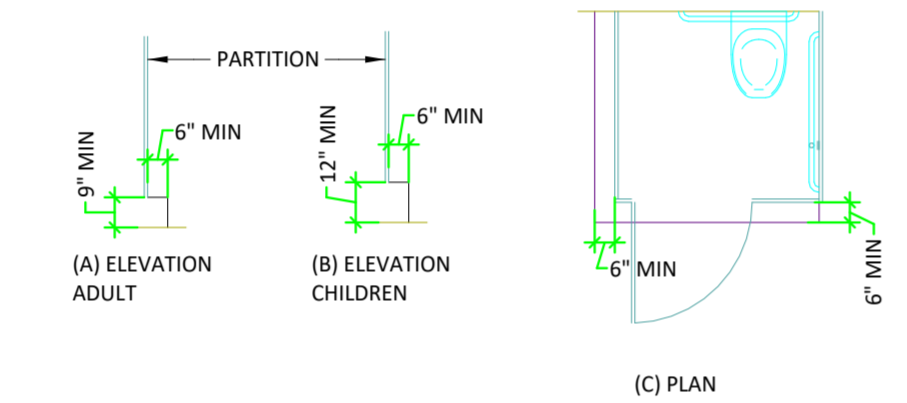 PARTITION
6" MIN
9" MIN
6" MIN
12" MIN
(A) ELEVATION
ADULT
(B) ELEVATION
CHILDREN
6" MIN
6" MIN
(C) PLAN